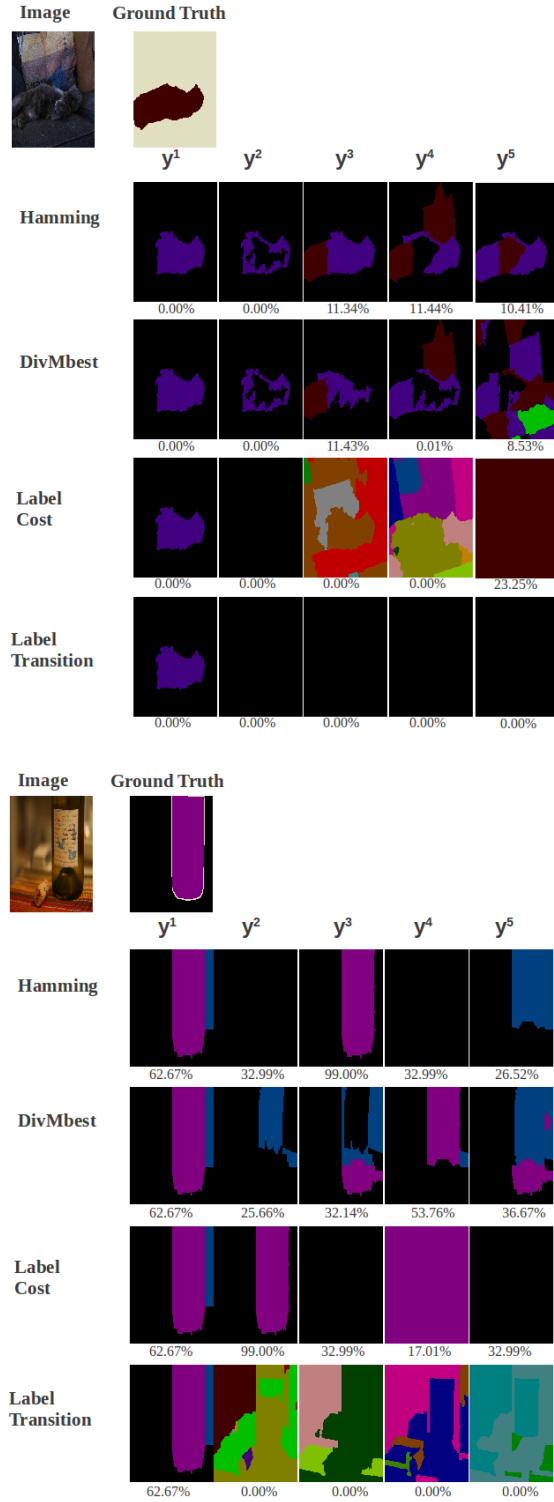 Image Ground Truth
y1 y2 y3 y4 y5
Hamming
0.00% 0.00% 11.34% 11.44% 10.41%
DivMbest
0.00% 0.00% 11.43% 0.01% 8.53%
Label
Cost
0.00% 0.00% 0.00% 0.00% 23.25%
Label
Transition
0.00% 0.00% 0.00% 0.00% 0.00%
Image Ground Truth
y1 y2 y3 y4 y5
Hamming
62.67% 32.99% 99.00% 32.99% 26.52%
DivMbest
62.67% 25.66% 32.14% 53.76% 36.67%
Label
Cost
62.67% 99.00% 32.99% 17.01% 32.99%
Label
Transition
62.67% 0.00% 0.00% 0.00% 0.00%